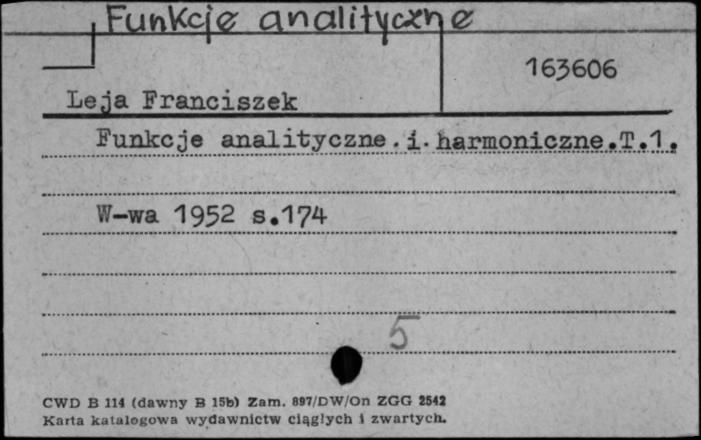 Funkcje analityczne
163606
Leja Franciszek
Funkcje analityczne.i.harmoniczne.T.1.
W-wa 1952 s.174
5
CWD B 114 (dawny B 15b) Zam. 897/DW/On ZGG 2542
Karta katalogowa wydawnictw ciągłych i zwartych.